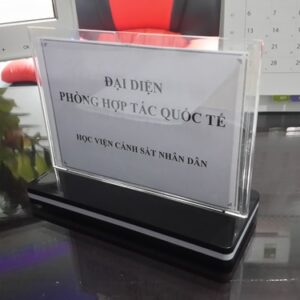 ĐẠI DIỆN
PHÒNG HỢP TÁC QUỐC TẾ
HỌC VIỆN CẢNH SÁT NHÂN DÂN